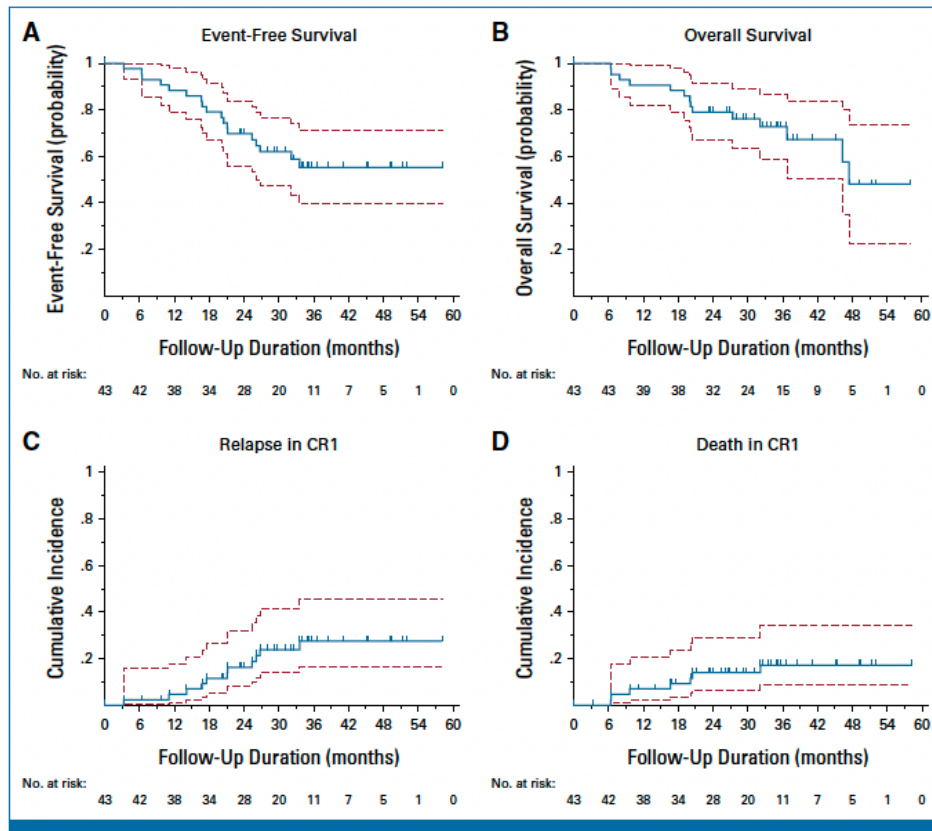 A
Event-Free Survival
Event-Free Survival (probability)
1
.8
.6
.4
.2
0 6 12 18 24 30 36 42 48 54 60
Follow-Up Duration (months)
No. at risk:
43 42 38 34 28 20 11 7 5 1 0
B
Overall Survival
Overall Survival (probability)
1
.8
.6
.4
.2
0 6 12 18 24 30 36 42 48 54 60
Follow-Up Duration (months)
No. at risk:
43 43 39 38 32 24 15 9 5 1 0
C
Relapse in CR1
Cumulative Incidence
1
.8
.6
.4
.2
0 6 12 18 24 30 36 42 48 54 60
Follow-Up Duration (months)
No. at risk:
43 42 38 34 28 20 11 7 5 1 0
D
Death in CR1
Cumulative Incidence
1
.8
.6
.4
.2
0 6 12 18 24 30 36 42 48 54 60
Follow-Up Duration (months)
No. at risk:
43 42 38 34 28 20 11 7 5 1 0